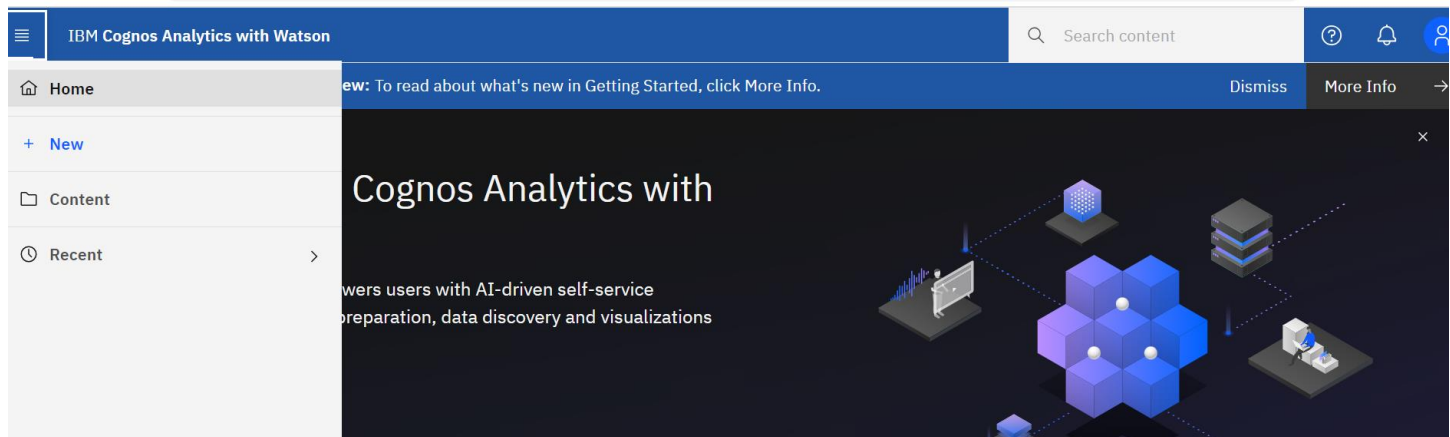 IBM Cognos Analytics with Watson
Search content
Home
ew: To read about what's new in Getting Started, click More Info.
Dismiss
More Info
New
Content
Recent
Cognos Analytics with
wers users with AI-driven self-service
preparation, data discovery and visualizations